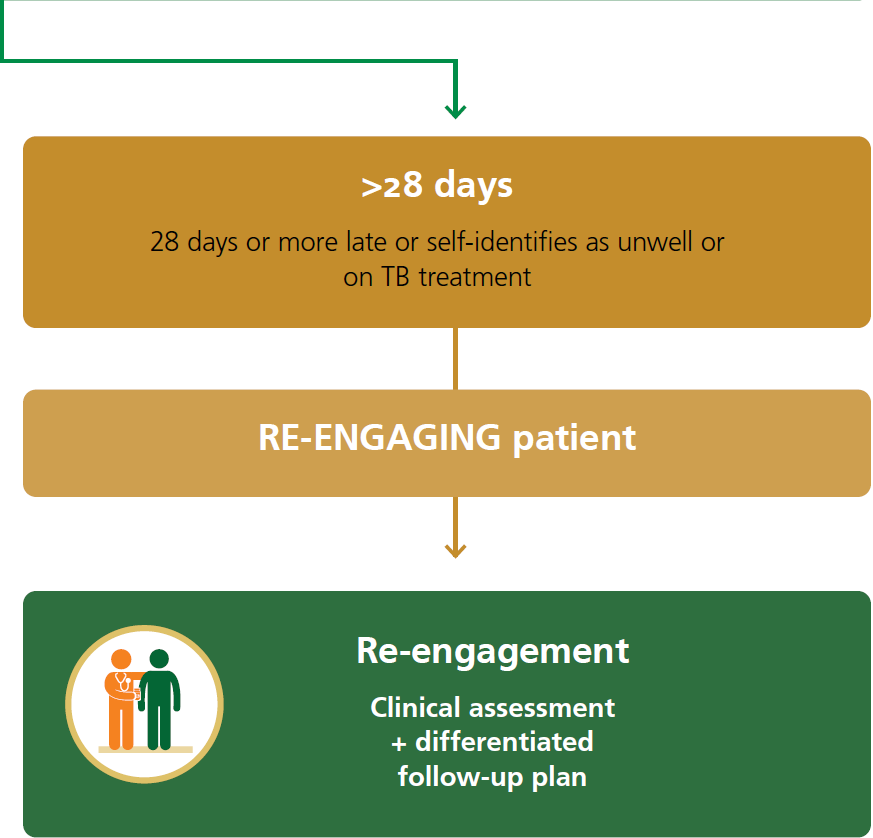 >28 days
28 days or more late or self-identifies as unwell or
on TB treatment
RE-ENGAGING patient
Re-engagement
Clinical assessment
+ differentiated
follow-up plan